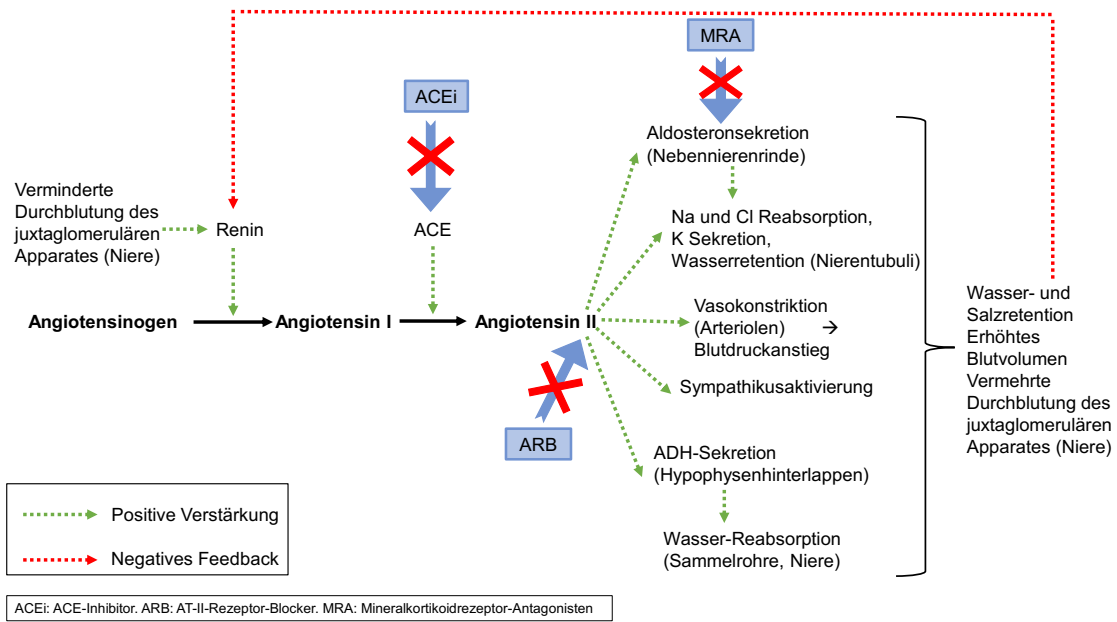 MRA
ACEi
Aldosteronsekretion
(Nebennierenrinde)
Verminderte
Durchblutung des
juxtaglomerulären
Apparates (Niere)
Renin
ACE
Na und Cl Reabsorption,
K Sekretion,
Wasserretention (Nierentubuli)
Angiotensinogen
Angiotensin I
Angiotensin II
Vasokonstriktion
(Arteriolen) →
Blutdruckanstieg
Sympathikusaktivierung
ARB
ADH-Sekretion
(Hypophysenhinterlappen)
Wasser-Reabsorption
(Sammelrohre, Niere)
Wasser- und
Salzretention
Erhöhtes
Blutvolumen
Vermehrte
Durchblutung des
juxtaglomerulären
Apparates (Niere)
Positive Verstärkung
Negatives Feedback
ACEi: ACE-Inhibitor. ARB: AT-II-Rezeptor-Blocker. MRA: Mineralkortikoidrezeptor-Antagonisten